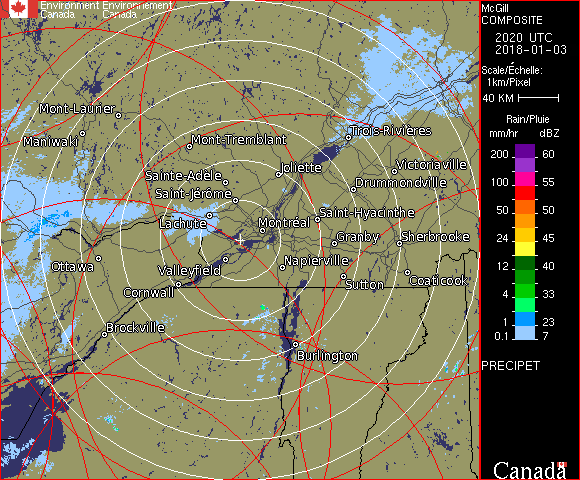 Environment Environnement
Canada Canada
McGill
COMPOSITE
2020 UTC
2018-01-03
Scale/Échelle:
1km/Pixel
40 KM
Rain/Pluie
mm/hr dBZ
200 60
100 55
100 55
50 50
24 45
12 40
4 33
1 23
0.1 7
PRECIPET
Canada
Mont-Laurier
Maniwaki
Mont-Tremblant
Trois-Rivières
Sainte-Adèle
Joliette
Victoriaville
Saint-Jérôme
Drummondville
Lachute
Montréal
Saint-Hyacinthe
Granby
Sherbrooke
Ottawa
Valleyfield
Napierville
Cornwall
Sutton
Coaticook
Brockville
Burlington